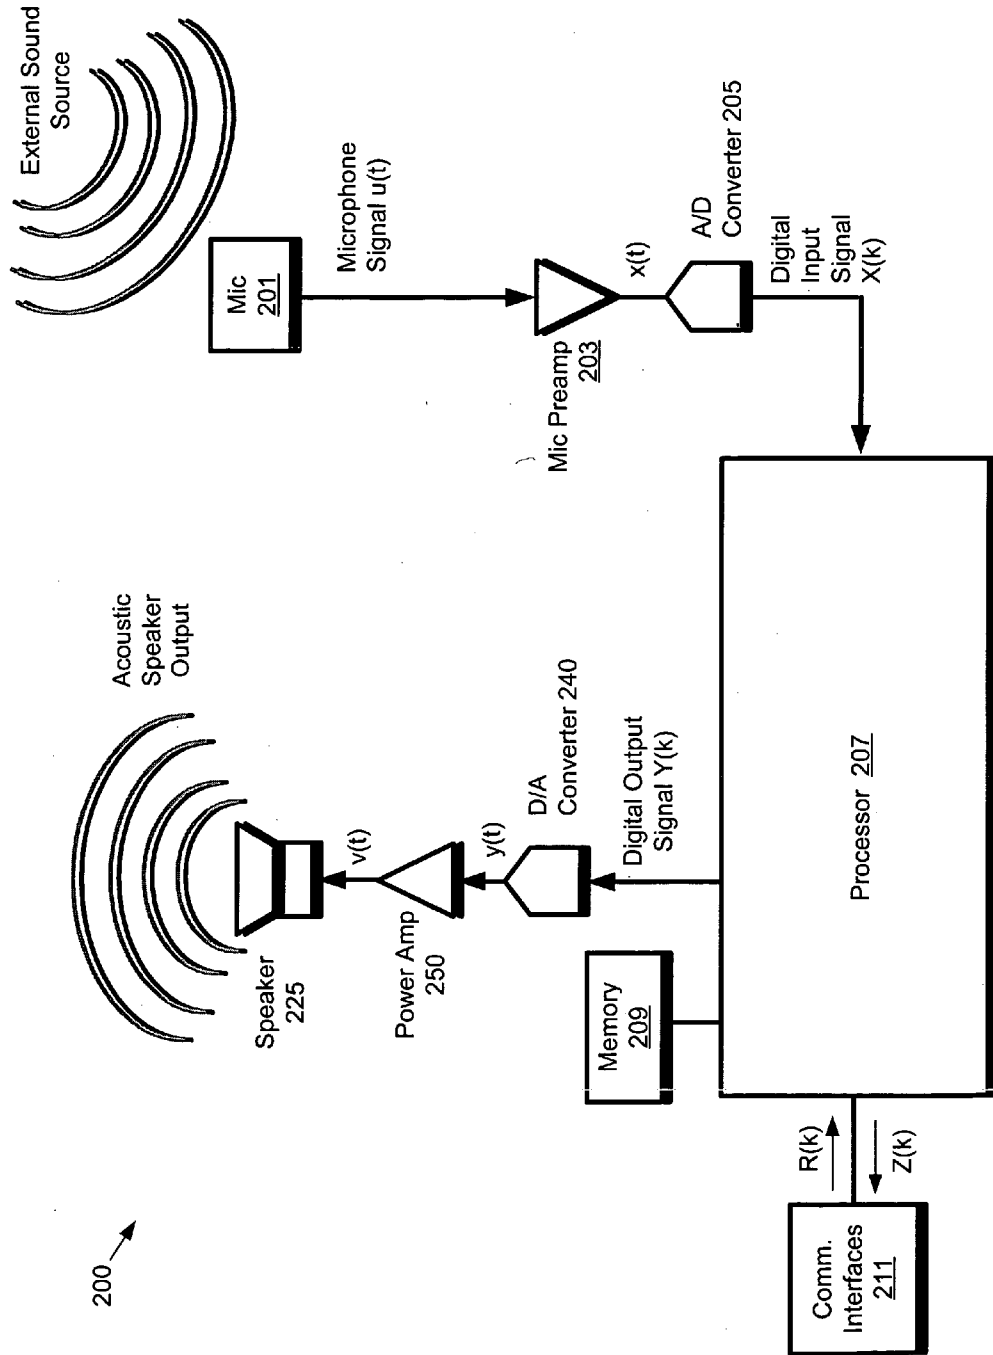 200
Acoustic
Speaker
Output
External Sound
Source
Speaker
225
v(t)
Power Amp
250
y(t)
D/A
Converter 240
Digital Output
Signal Y(k)
Mic
201
Microphone
Signal u(t)
Mic Preamp
203
x(t)
A/D
Converter 205
Digital
Input
Signal
X(k)
Memory
209
Processor 207
R(k)
Z(k)
Comm.
Interfaces
211